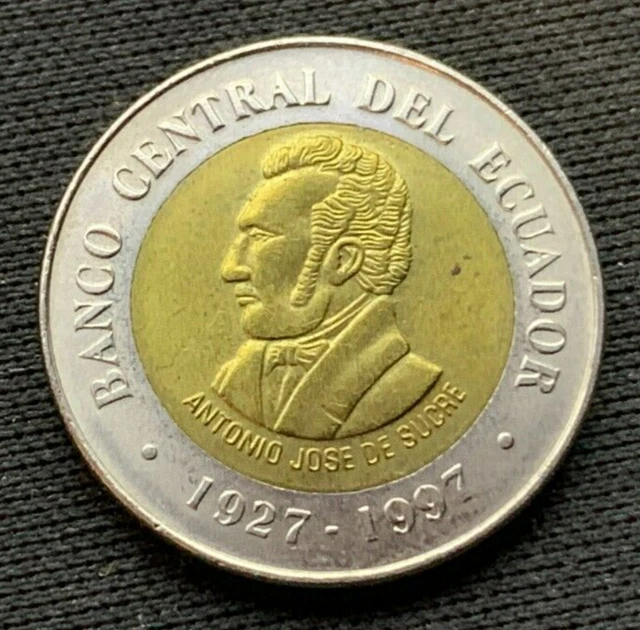 BANCO CENTRAL DEL ECUADOR
ANTONIO JOSE DE SUCRE
· 1927 - 1997 ·